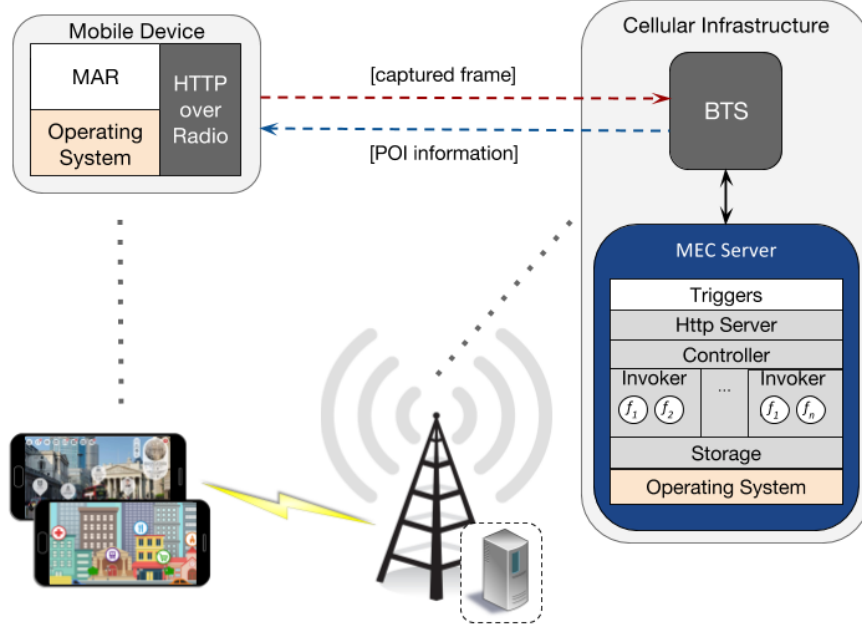 Mobile Device
MAR
Operating
System
HTTP
over
Radio
[captured frame]
[POI information]
Cellular Infrastructure
BTS
MEC Server
Triggers
Http Server
Controller
Invoker
f1 f2
...
Invoker
f1 fn
Storage
Operating System